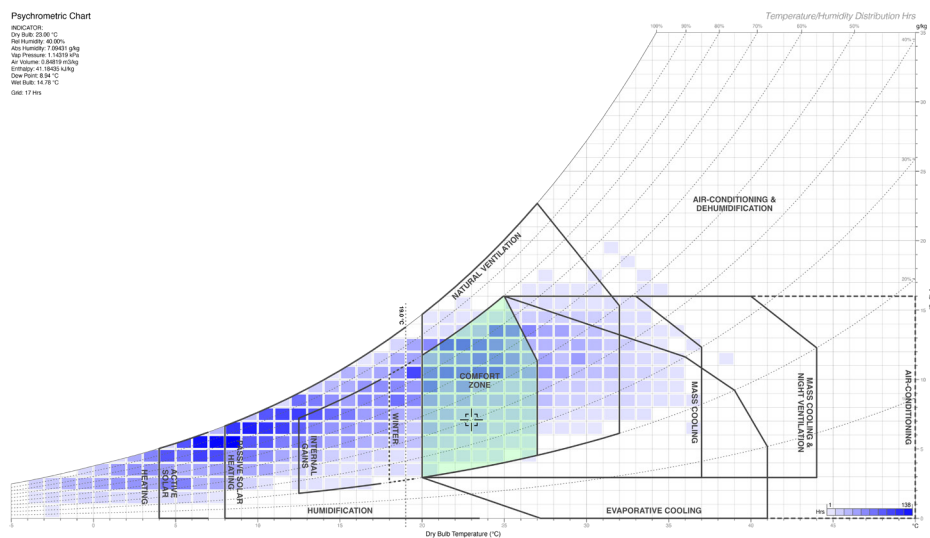 Psychrometric Chart
Temperature/Humidity Distribution Hrs
INDICATOR:
Dry Bulb: 23.00 °C
Rel Humidity: 40.00%
Abs Humidity: 7.09431 g/kg
Vap Pressure: 1.14319 kPa
Air Volume: 0.84819 m3/kg
Enthalpy: 41.18435 kJ/kg
Dew Point: 8.94 °C
Wet Bulb: 14.76 °C
Grid: 17 Hrs
g/kg
AIR-CONDITIONING &
DEHUMIDIFICATION
NATURAL VENTILATION
19.0°C
COMFORT
ZONE
WINTER
INTERNAL
GAINS
PASSIVE SOLAR
HEATING
ACTIVE
SOLAR
HEATING
MASS COOLING
MASS COOLING &
NIGHT VENTILATION
AIR-CONDITIONING
HUMIDIFICATION
EVAPORATIVE COOLING
Hrs
1
138
°C
Dry Bulb Temperature (°C)